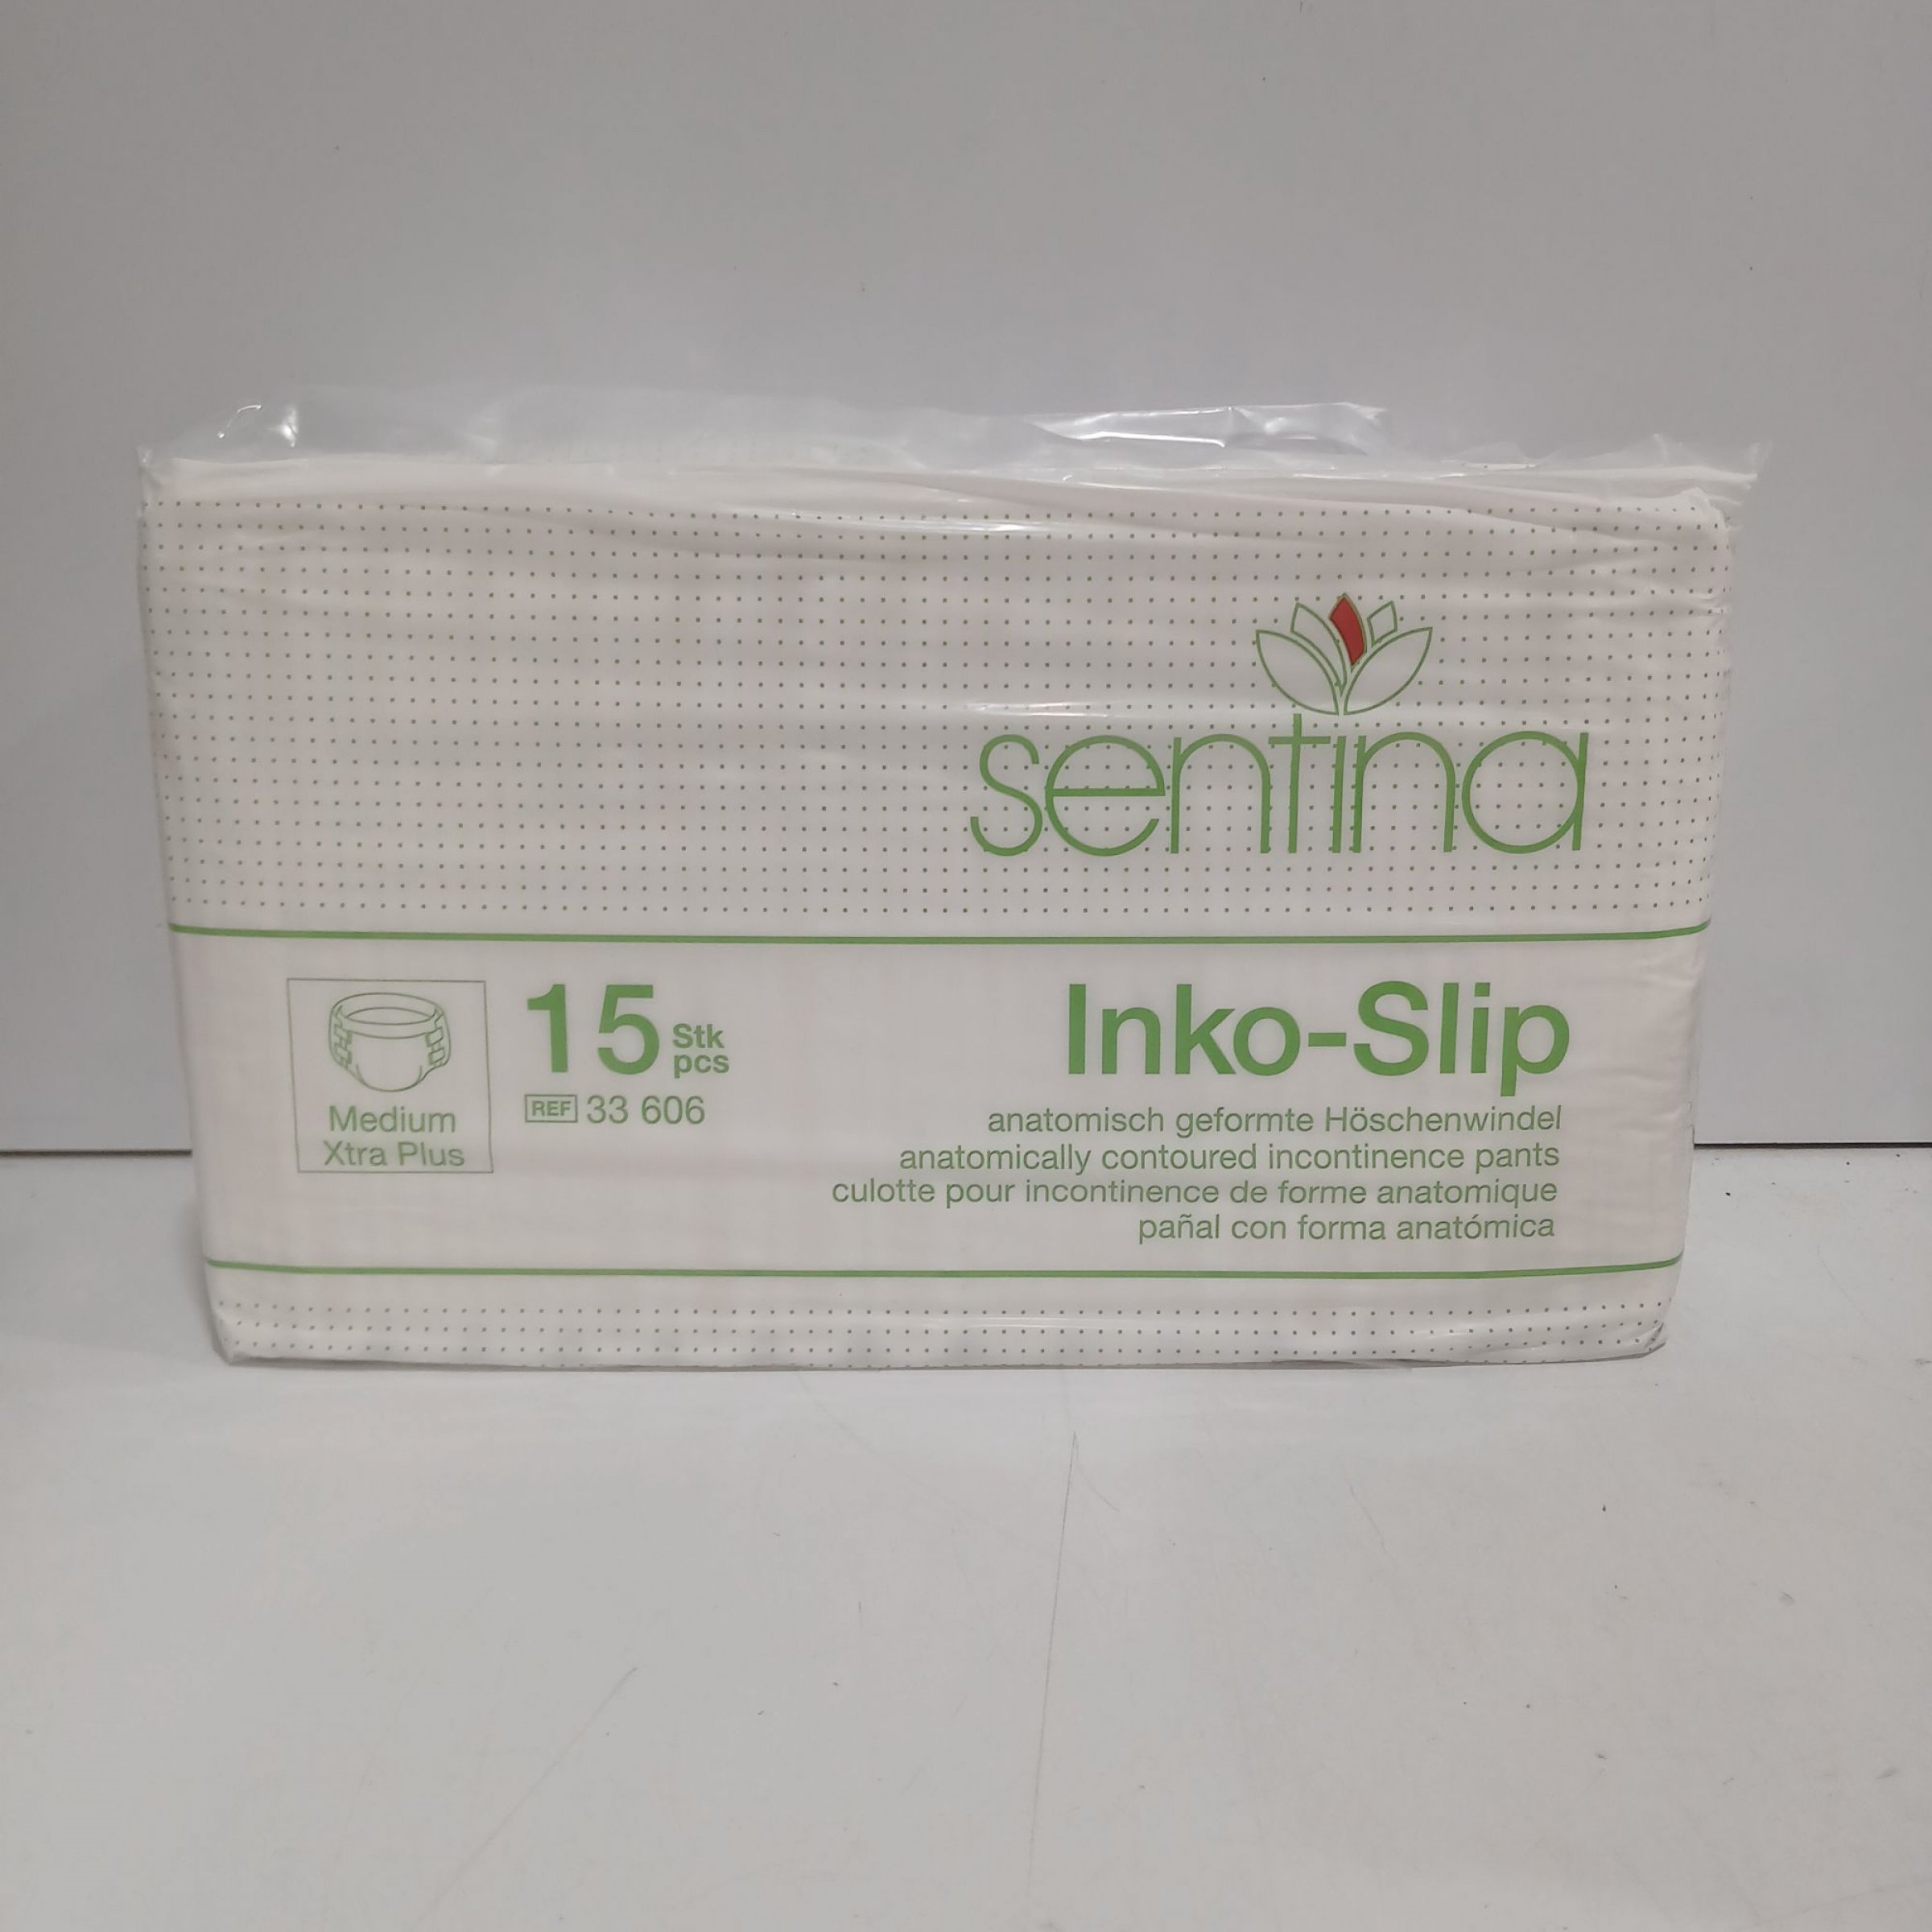 sentina
Inko-Slip
15 Stk
pcs
REF 33 606
Medium
Xtra Plus
anatomisch geformte Höschenwindel
anatomically contoured incontinence pants
culotte pour incontinence de forme anatomique
pañal con forma anatómica